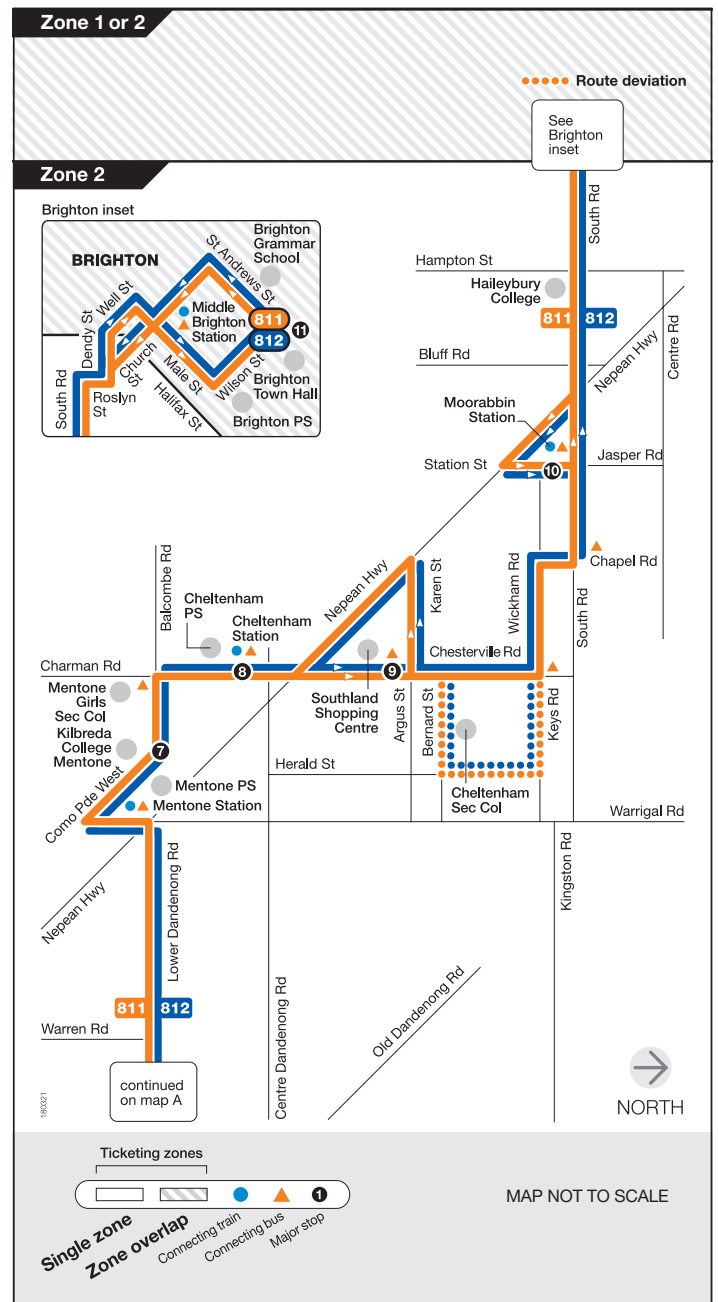 Zone 1 or 2
Route deviation
See
Brighton
inset
Zone 2
Brighton inset
BRIGHTON
Brighton
Grammar
School
St Andrews St
Well St
Dendy St
South Rd
Roslyn
St
Church
St
Male St
Halifax St
Middle
Brighton
Station
811
812
11
Wilson St
Brighton
Town Hall
Brighton PS
South Rd
Hampton St
Haileybury
College
811
812
Centre Rd
Bluff Rd
Nepean Hwy
Moorabbin
Station
Station St
10
Jasper Rd
Wickham Rd
Chapel Rd
South Rd
Balcombe Rd
Cheltenham
PS
Cheltenham
Station
Nepean Hwy
Karen St
Chesterville Rd
Charman Rd
8
9
Mentone
Girls
Sec Col
Kilbreda
College
Mentone
7
Southland
Shopping
Centre
Argus St
Bernard St
Keys Rd
Herald St
Cheltenham
Sec Col
Mentone PS
Mentone Station
Como Pde West
Warrigal Rd
Nepean Hwy
Lower Dandenong Rd
Kingston Rd
811
812
Warren Rd
Centre Dandenong Rd
Old Dandenong Rd
continued
on map A
180321
NORTH
Ticketing zones
1
Single zone
Zone overlap
Connecting train
Connecting bus
Major stop
MAP NOT TO SCALE